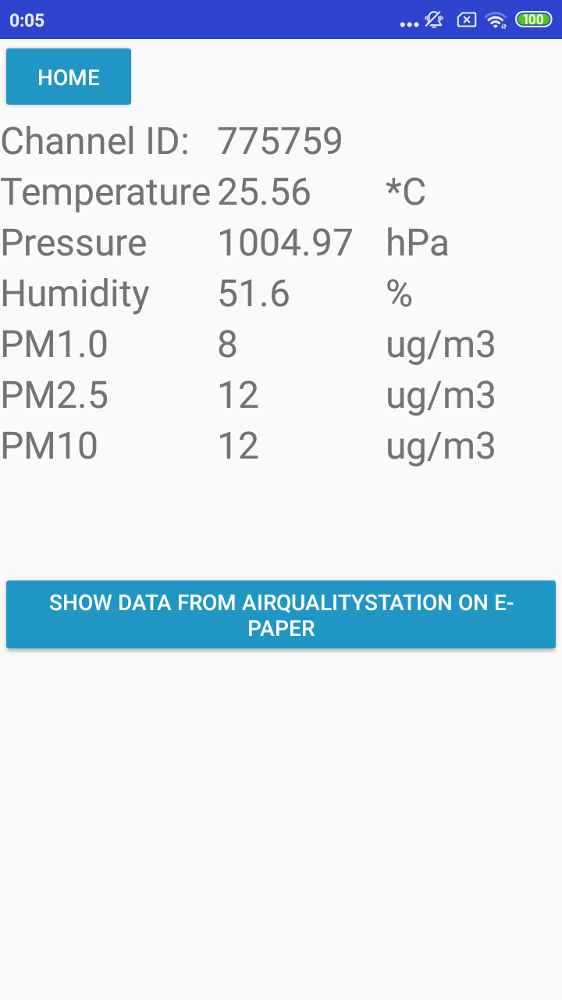 0:05
100
HOME
Channel ID: 775759
Temperature 25.56 *C
Pressure 1004.97 hPa
Humidity 51.6 %
PM1.0 8 ug/m3
PM2.5 12 ug/m3
PM10 12 ug/m3
SHOW DATA FROM AIRQUALITYSTATION ON E-
PAPER